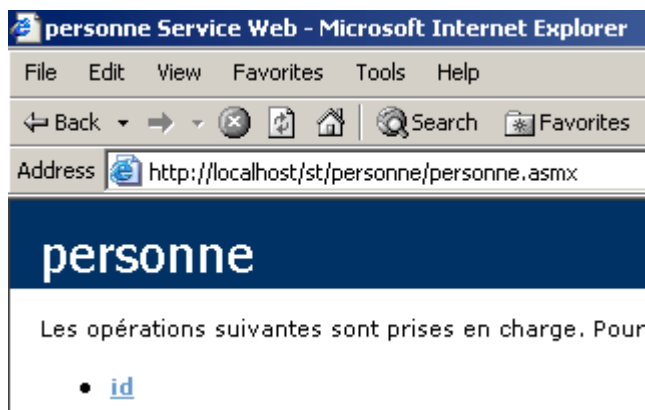 personne Service Web - Microsoft Internet Explorer
File Edit View Favorites Tools Help
Back Search Favorites
Address http://localhost/st/personne/personne.asmx
personne
Les opérations suivantes sont prises en charge. Pour
• id